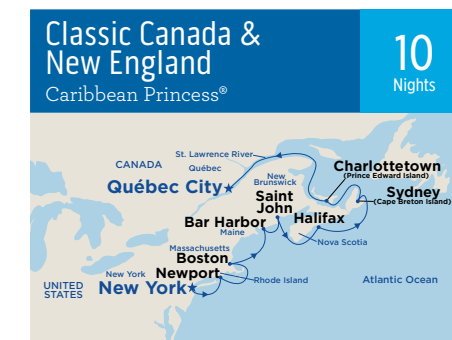 Classic Canada &
New England
Caribbean Princess®
10
Nights
St. Lawrence River
CANADA
Québec
Québec City
New
Brunswick
Charlottetown
(Prince Edward Island)
Saint
John
Sydney
(Cape Breton Island)
Bar Harbor
Halifax
Maine
Nova Scotia
Massachusetts
Boston
New York
Newport
Rhode Island
Atlantic Ocean
UNITED
STATES
New York